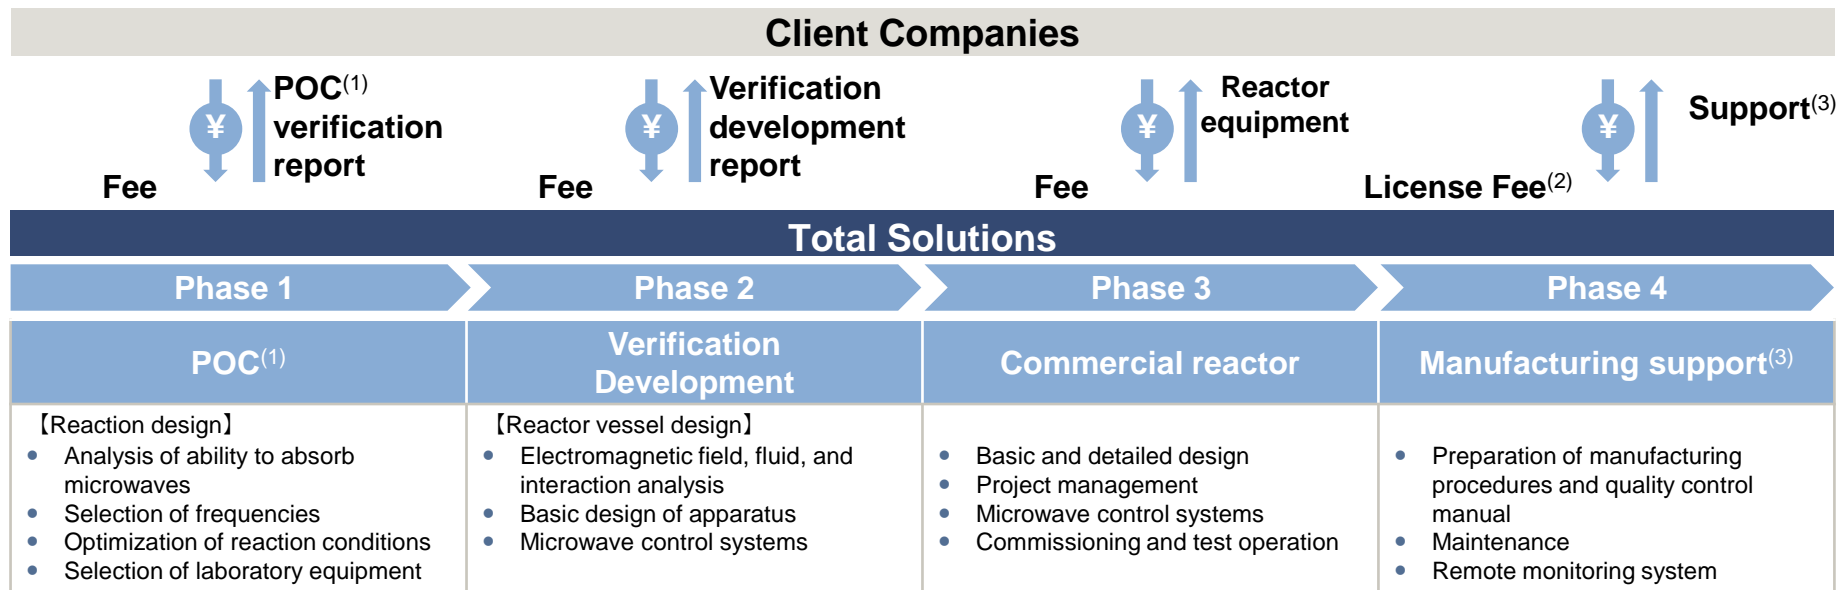 Client Companies
¥
POC(1)
verification
report
Fee
¥
Verification
development
report
Fee
¥
Reactor
equipment
Fee
¥
Support(3)
License Fee(2)
Total Solutions
Phase 1
Phase 2
Phase 3
Phase 4
POC(1)
Verification
Development
Commercial reactor
Manufacturing support(3)
【Reaction design】
• Analysis of ability to absorb
microwaves
• Selection of frequencies
• Optimization of reaction conditions
• Selection of laboratory equipment
【Reactor vessel design】
• Electromagnetic field, fluid, and
interaction analysis
• Basic design of apparatus
• Microwave control systems
• Basic and detailed design
• Project management
• Microwave control systems
• Commissioning and test operation
• Preparation of manufacturing
procedures and quality control
manual
• Maintenance
• Remote monitoring system